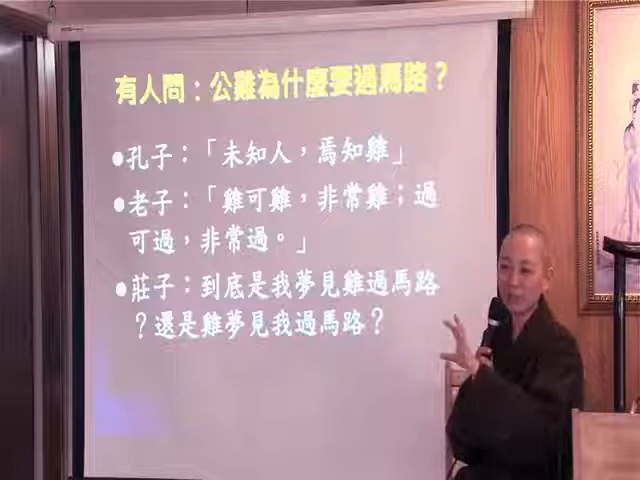 有人問：公雞為什麼要過馬路？
●孔子：「未知人，焉知雞」
●老子：「雞可雞，非常雞；過
可過，非常過。」
●莊子：到底是我夢見雞過馬路
？還是雞夢見我過馬路？